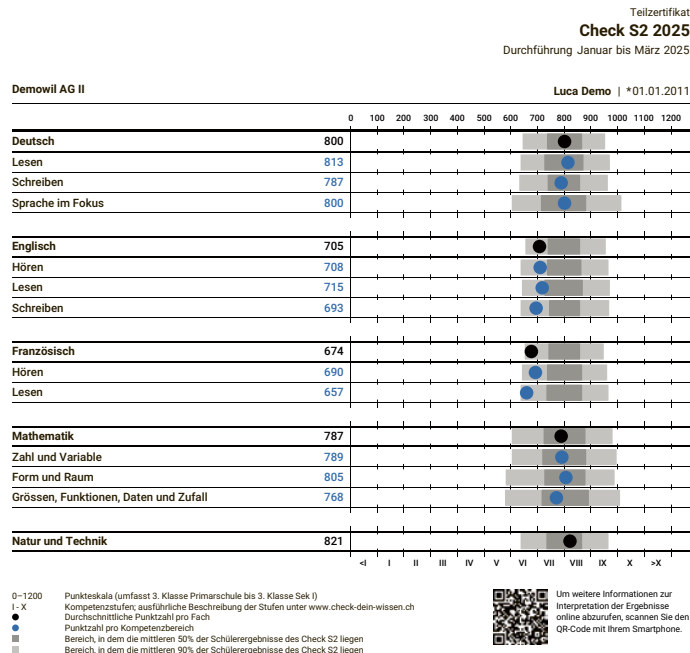 Teilzertifikat
Check S2 2025
Durchführung Januar bis März 2025
Demowil AG II
Luca Demo | *01.01.2011
0 100 200 300 400 500 600 700 800 900 1000 1100 1200
Deutsch 800
Lesen 813
Schreiben 787
Sprache im Fokus 800
Englisch 705
Hören 708
Lesen 715
Schreiben 693
Französisch 674
Hören 690
Lesen 657
Mathematik 787
Zahl und Variable 789
Form und Raum 805
Grössen, Funktionen, Daten und Zufall 768
Natur und Technik 821
<I I II III IV V VI VII VIII IX X >X
0–1200 Punkteskala (umfasst 3. Klasse Primarschule bis 3. Klasse Sek I)
I - X Kompetenzstufen; ausführliche Beschreibung der Stufen unter www.check-dein-wissen.ch
Durchschnittliche Punktzahl pro Fach
Punktzahl pro Kompetenzbereich
Bereich, in dem die mittleren 50% der Schülerergebnisse des Check S2 liegen
Bereich, in dem die mittleren 90% der Schülerergebnisse des Check S2 liegen
Um weitere Informationen zur
Interpretation der Ergebnisse
online abzurufen, scannen Sie den
QR-Code mit Ihrem Smartphone.